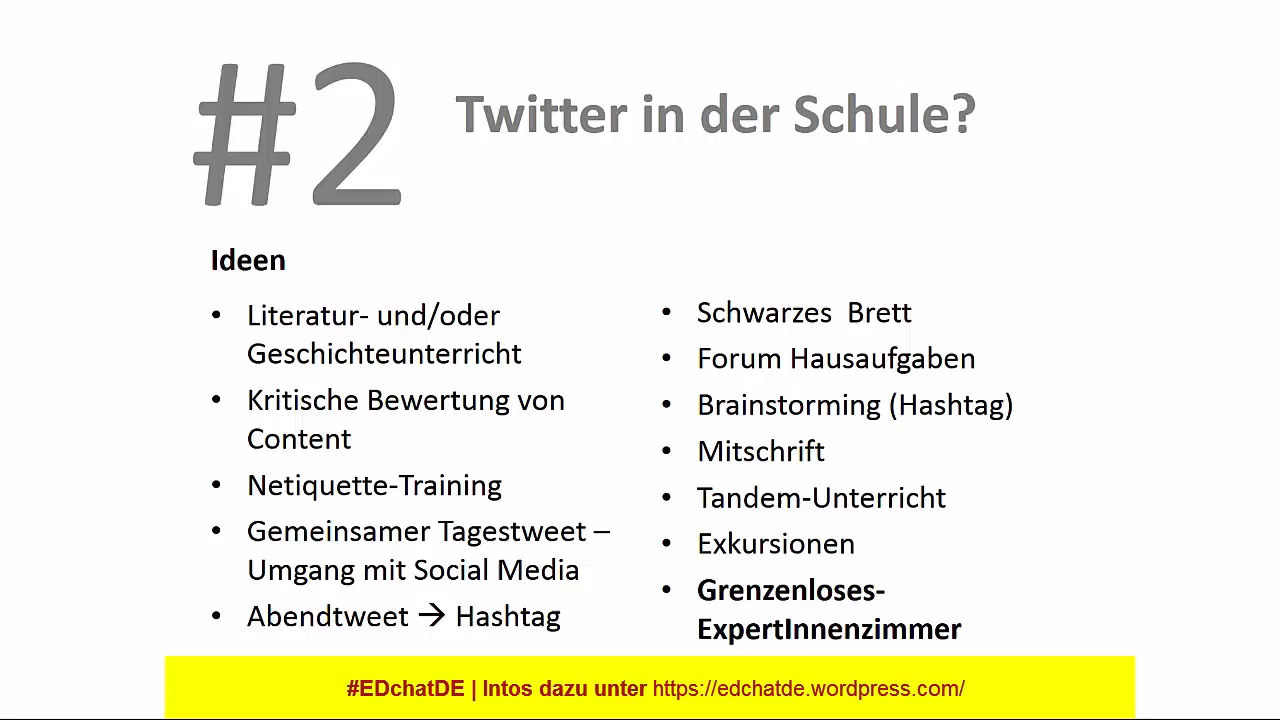 #2
Twitter in der Schule?
Ideen
• Literatur- und/oder
Geschichteunterricht
• Kritische Bewertung von
Content
• Netiquette-Training
• Gemeinsamer Tagestweet –
Umgang mit Social Media
• Abendtweet → Hashtag
• Schwarzes Brett
• Forum Hausaufgaben
• Brainstorming (Hashtag)
• Mitschrift
• Tandem-Unterricht
• Exkursionen
• Grenzenloses-
ExpertInnenzimmer
#EDchatDE | Intos dazu unter https://edchatde.wordpress.com/